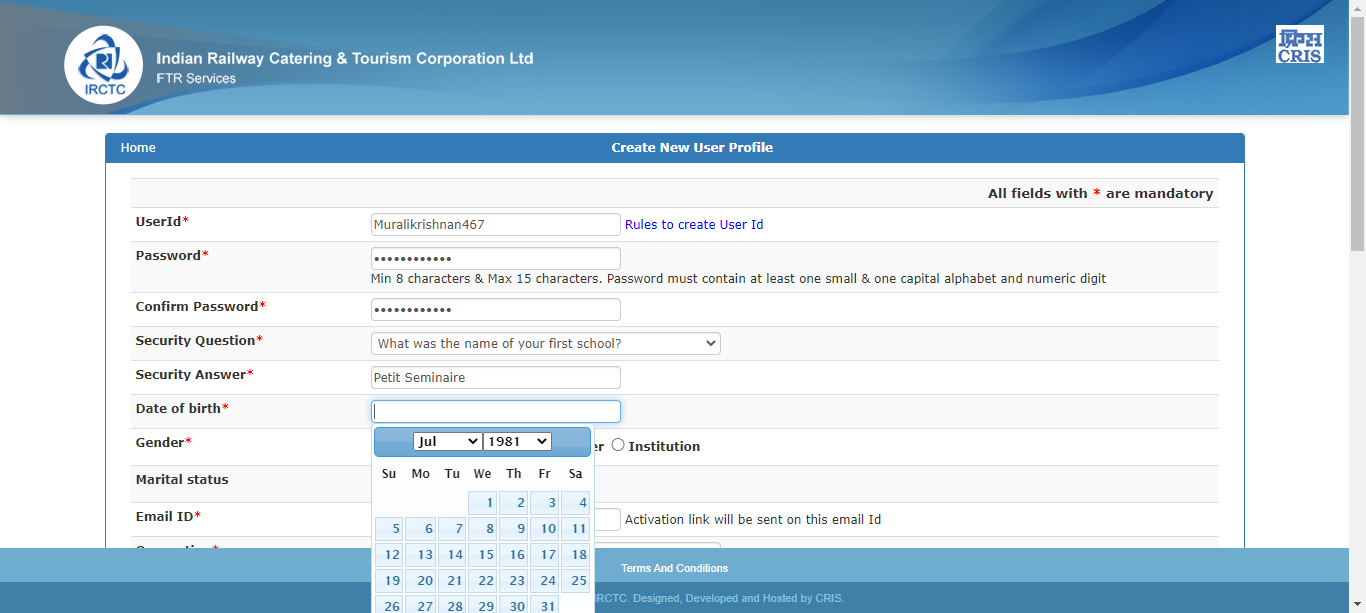 IRCTC
Indian Railway Catering & Tourism Corporation Ltd
FTR Services
क्रिस
CRIS
Home
Create New User Profile
All fields with * are mandatory
UserId*
Muralikrishnan467
Rules to create User Id
Password*
••••••••••••
Min 8 characters & Max 15 characters. Password must contain at least one small & one capital alphabet and numeric digit
Confirm Password*
••••••••••••
Security Question*
What was the name of your first school?
Security Answer*
Petit Seminaire
Date of birth*
Gender*
Institution
Jul 1981
Su Mo Tu We Th Fr Sa
Marital status
1 2 3 4
Email ID*
Activation link will be sent on this email Id
5 6 7 8 9 10 11
12 13 14 15 16 17 18
Terms And Conditions
19 20 21 22 23 24 25
IRCTC. Designed, Developed and Hosted by CRIS.
26 27 28 29 30 31